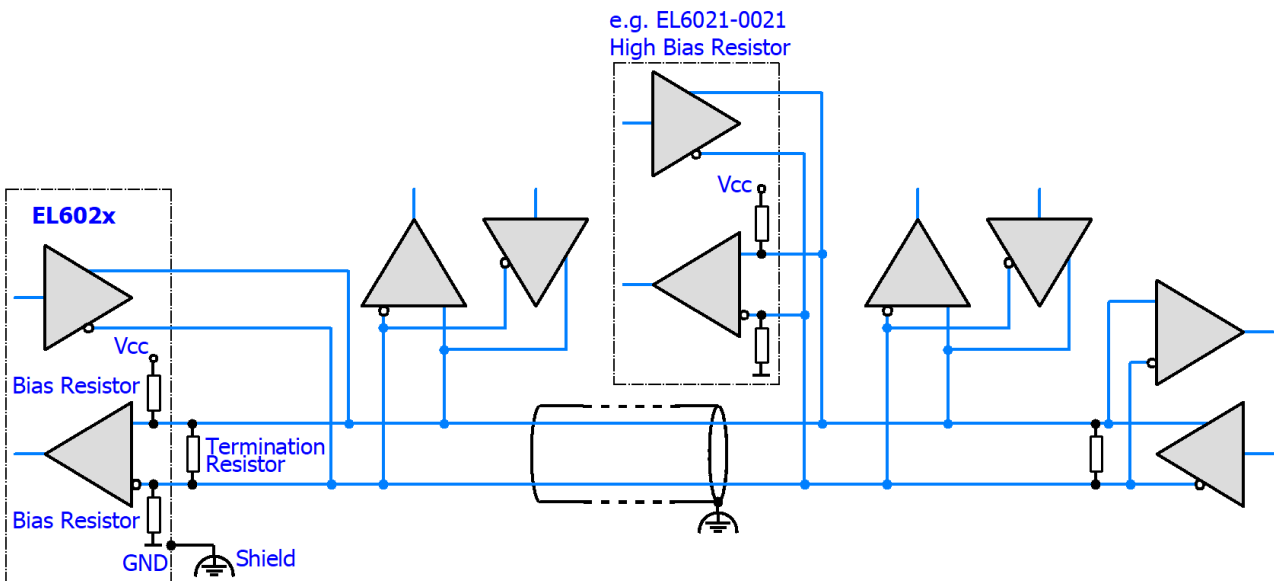 e.g. EL6021-0021
High Bias Resistor
Vcc
EL602x
Vcc
Bias Resistor
Termination
Resistor
Bias Resistor
GND
Shield